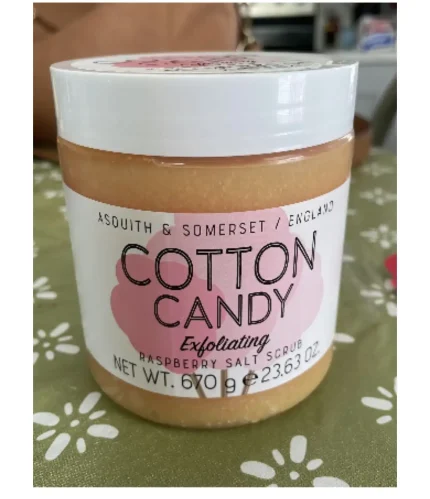 ASQUITH & SOMERSET / ENGLAND
COTTON
CANDY
Exfoliating
RASPBERRY SALT SCRUB
NET WT. 670 g ℮ 23.63 OZ.